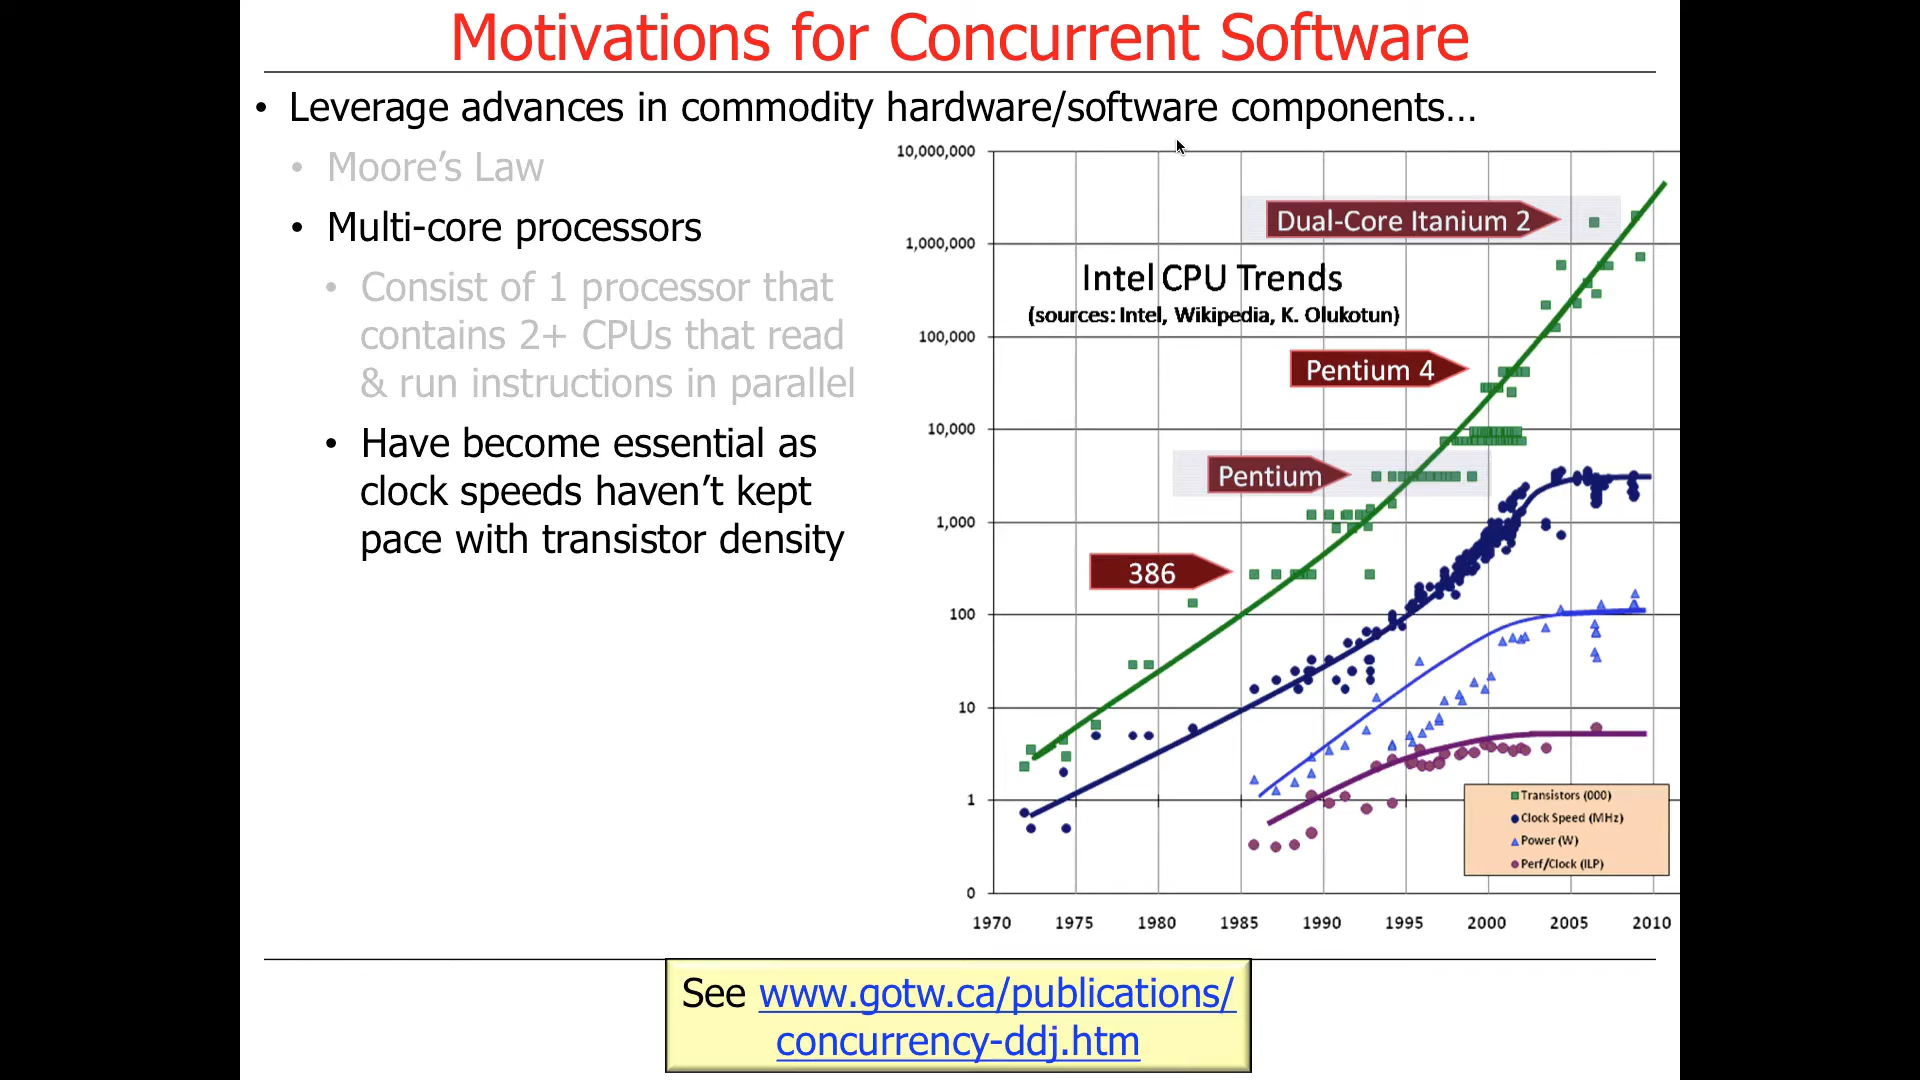 Motivations for Concurrent Software
• Leverage advances in commodity hardware/software components…
• Moore’s Law
• Multi-core processors
• Consist of 1 processor that
contains 2+ CPUs that read
& run instructions in parallel
• Have become essential as
clock speeds haven’t kept
pace with transistor density
10,000,000
1,000,000
100,000
10,000
1,000
100
10
1
0
Dual-Core Itanium 2
Intel CPU Trends
(sources: Intel, Wikipedia, K. Olukotun)
Pentium 4
Pentium
386
Transistors (000)
Clock Speed (MHz)
Power (W)
Perf/Clock (ILP)
1970 1975 1980 1985 1990 1995 2000 2005 2010
See www.gotw.ca/publications/
concurrency-ddj.htm